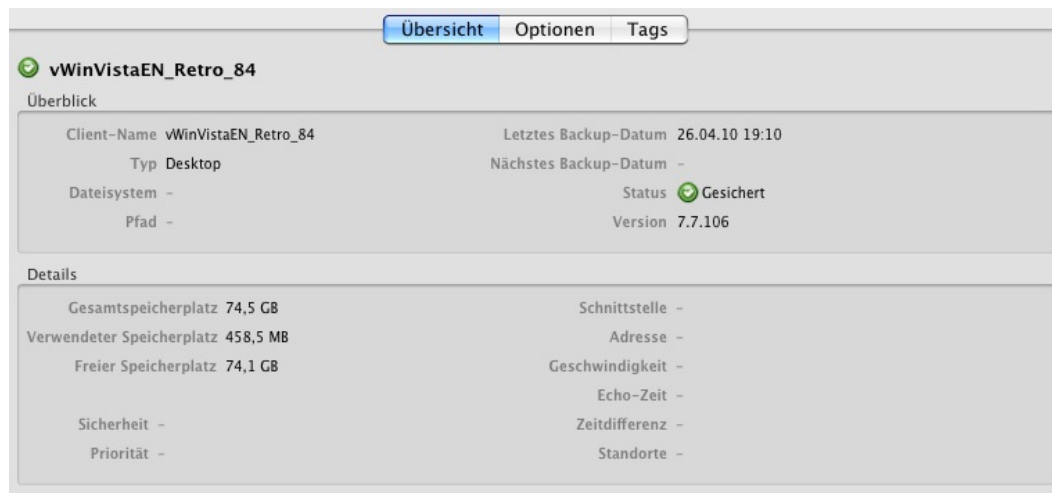 Übersicht Optionen Tags
vWinVistaEN_Retro_84
Überblick
Client-Name vWinVistaEN_Retro_84 Letztes Backup-Datum 26.04.10 19:10
Typ Desktop Nächstes Backup-Datum -
Dateisystem - Status Gesichert
Pfad - Version 7.7.106
Details
Gesamtspeicherplatz 74,5 GB Schnittstelle -
Verwendeter Speicherplatz 458,5 MB Adresse -
Freier Speicherplatz 74,1 GB Geschwindigkeit -
Echo-Zeit -
Sicherheit - Zeitdifferenz -
Priorität - Standorte -